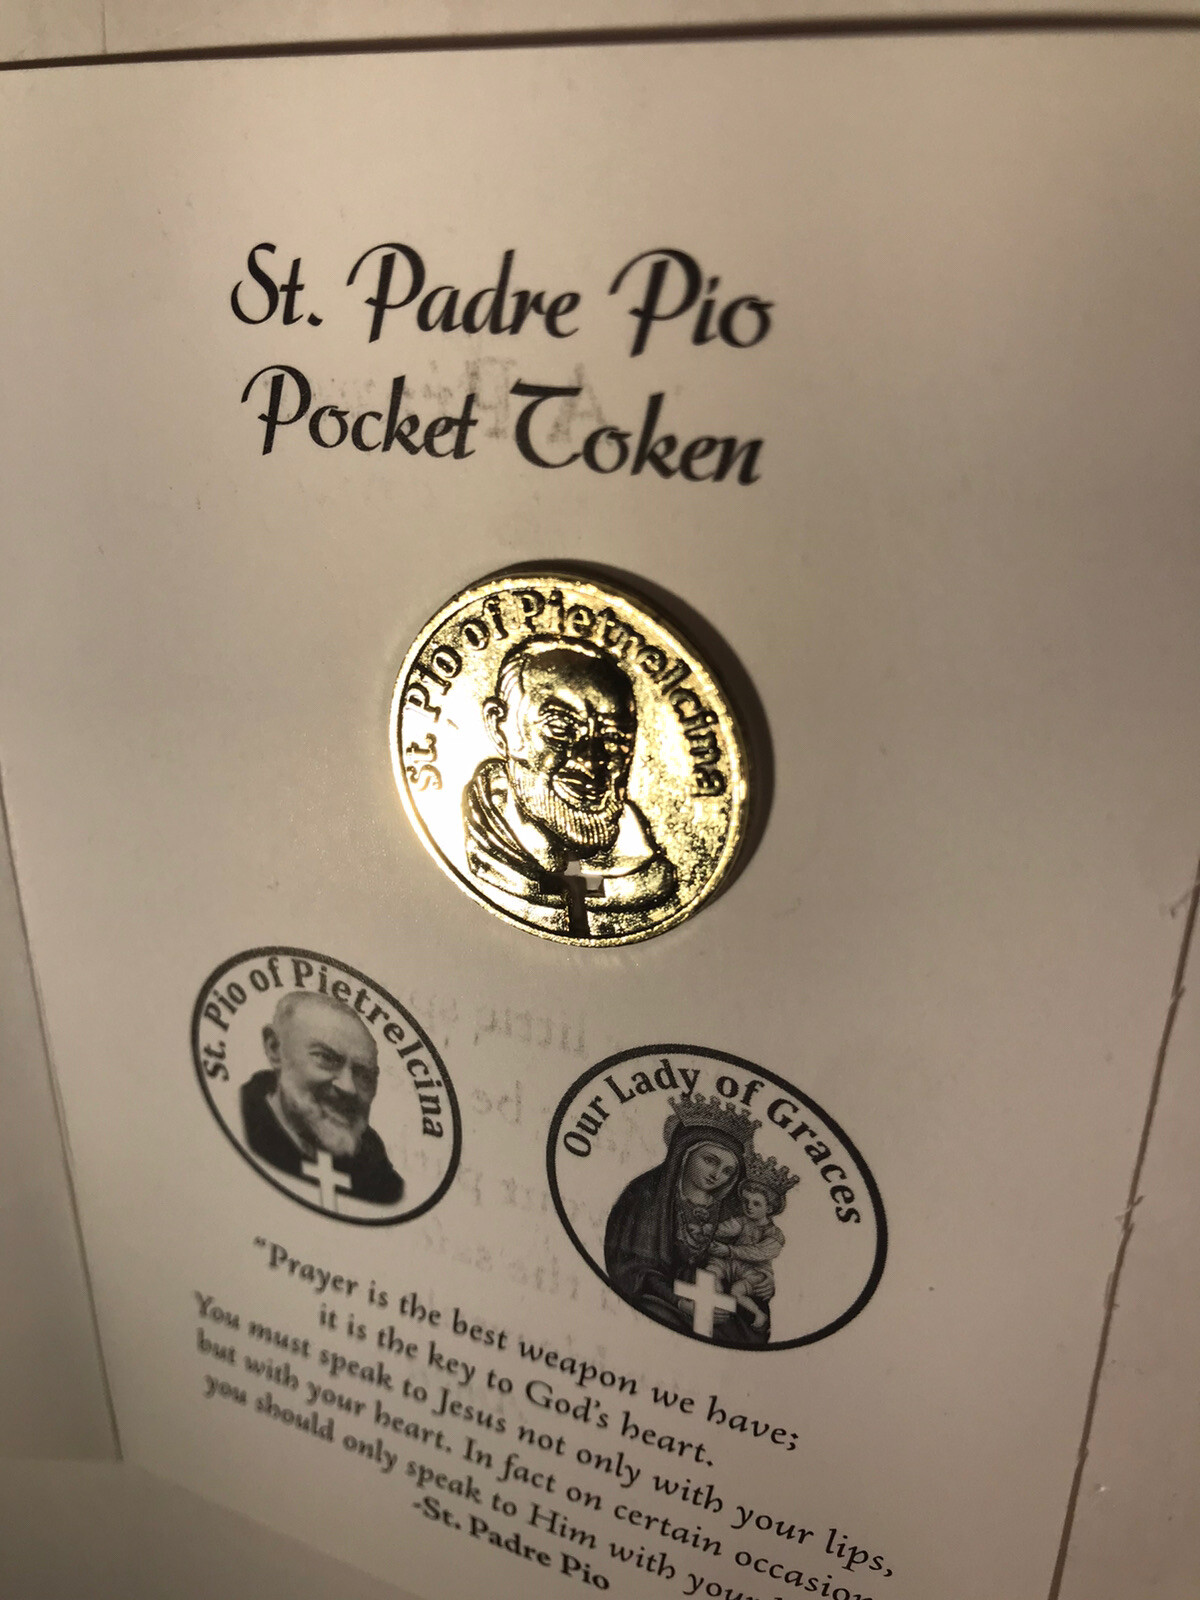 St. Padre Pio
Pocket Token
St. Pio of Pietrelcina
St. Pio of Pietrelcina
Our Lady of Graces
"Prayer is the best weapon we have;
it is the key to God's heart.
You must speak to Jesus not only with your lips,
but with your heart. In fact on certain occasion
you should only speak to Him with your
-St. Padre Pio